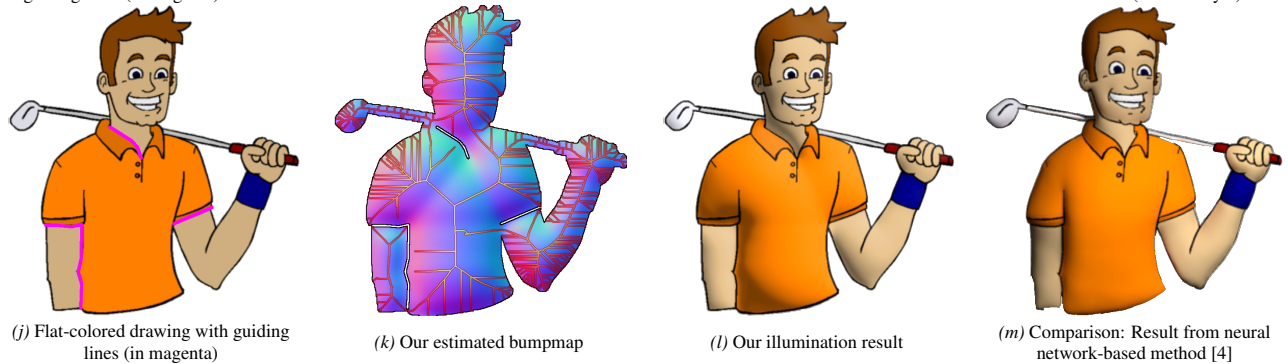 (j) Flat-colored drawing with guiding
lines (in magenta)
(k) Our estimated bumpmap
(l) Our illumination result
(m) Comparison: Result from neural
network-based method [4]